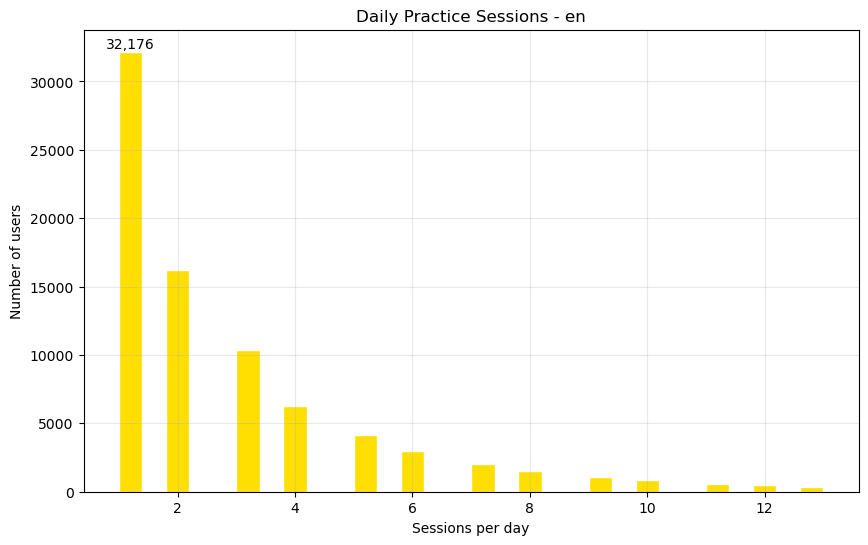 Daily Practice Sessions - en
32,176
30000
25000
20000
15000
10000
5000
0
Number of users
2 4 6 8 10 12
Sessions per day